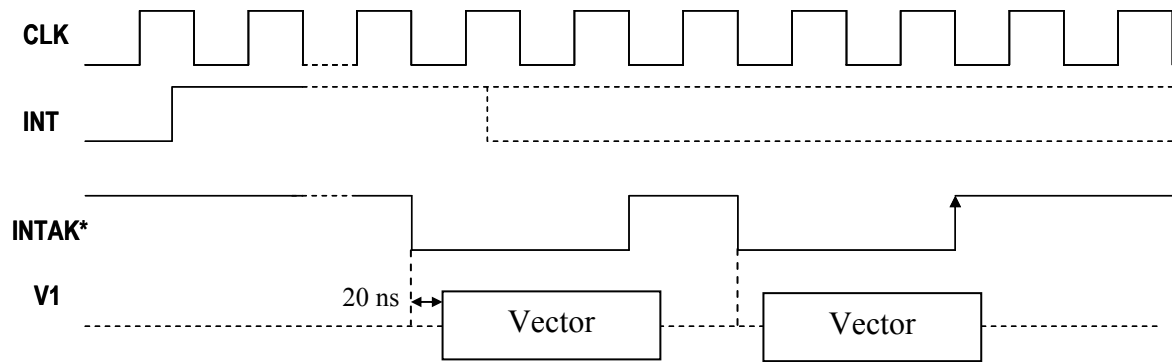 CLK
INT
INTAK*
V1
20 ns
Vector
Vector